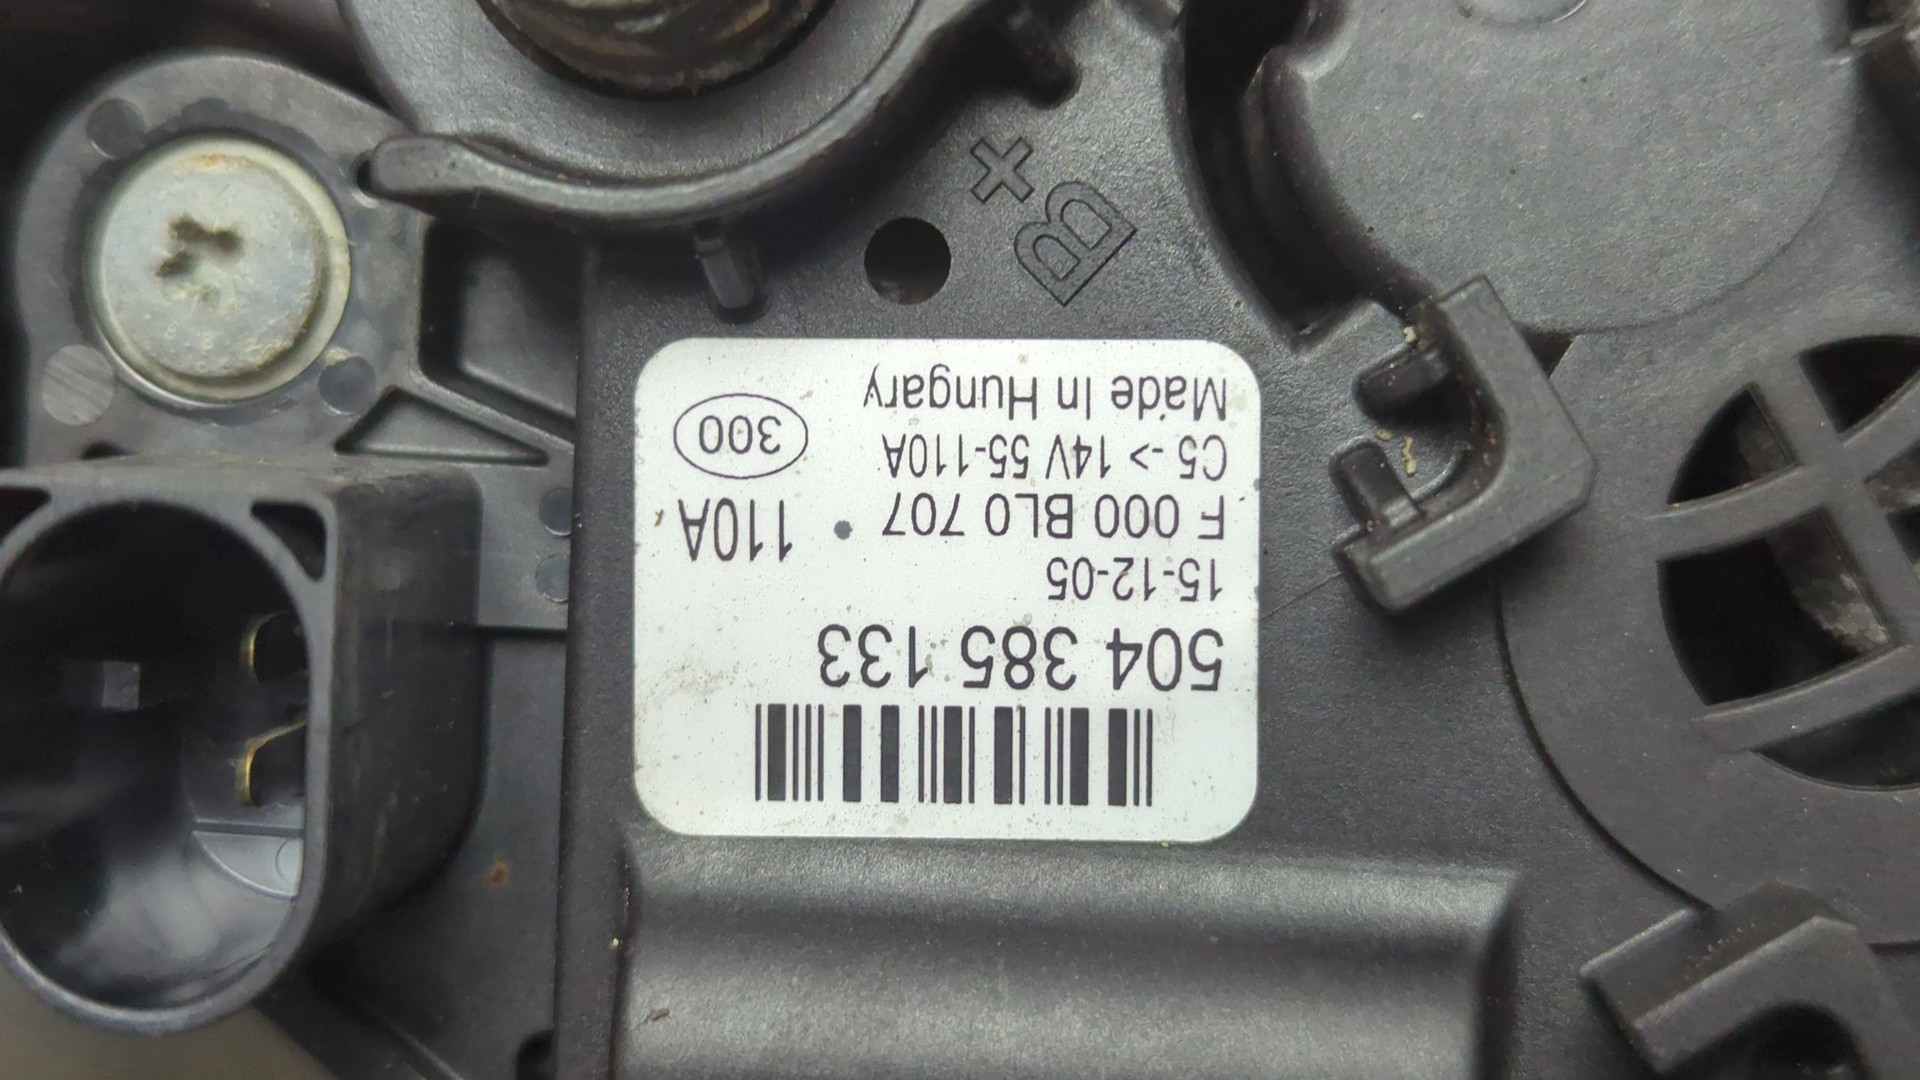 504 385 133
15-12-05
F 000 BL0 707 110A
C5 -> 14V 55-110A
Made In Hungary 300
B+